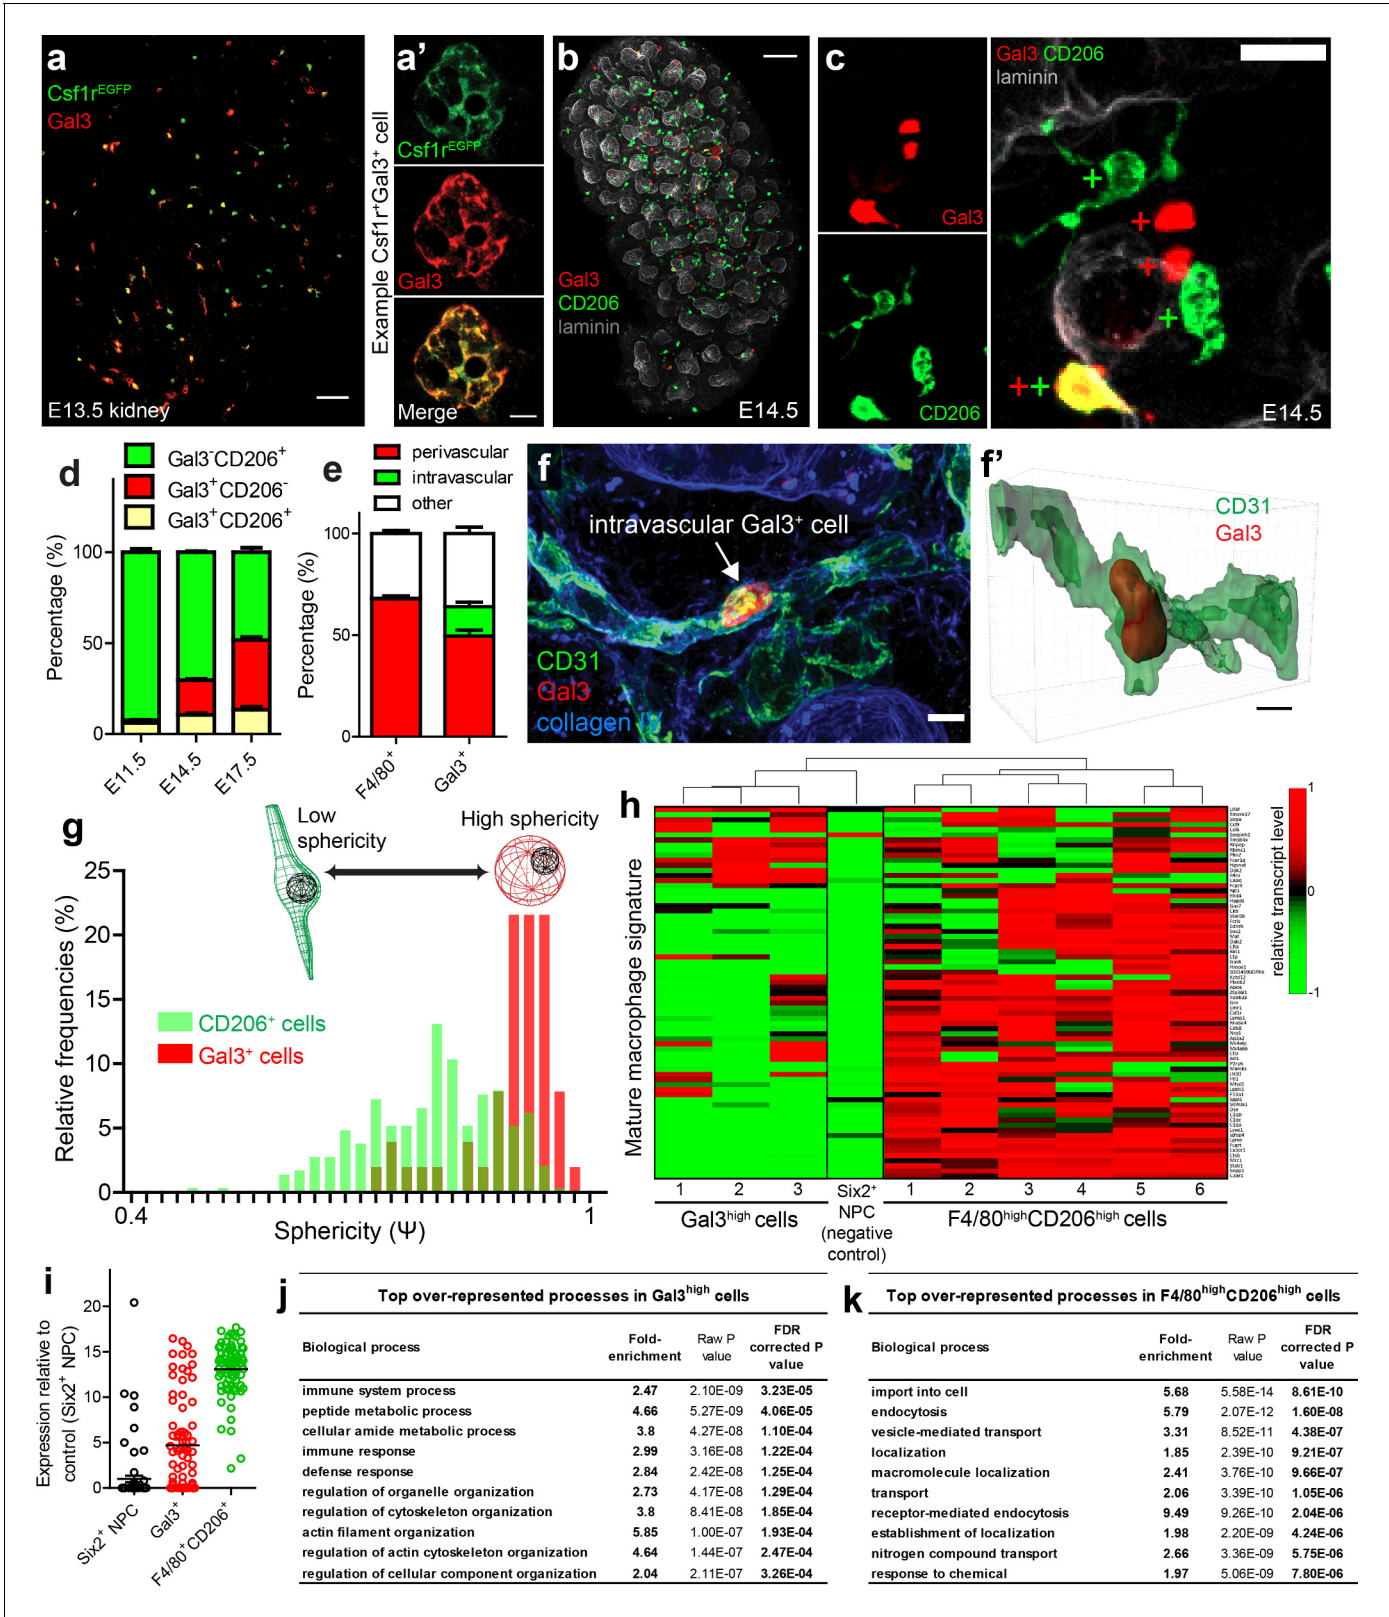 a
Csf1rEGFP
Gal3
E13.5 kidney
a'
Example Csf1r+Gal3+ cell
Csf1rEGFP
Gal3
Merge
b
Gal3
CD206
laminin
E14.5
c
Gal3
CD206
Gal3 CD206
laminin
E14.5
d
Gal3-CD206+
Gal3+CD206-
Gal3+CD206+
Percentage (%)
100
50
0
E11.5
E14.5
E17.5
e
perivascular
intravascular
other
Percentage (%)
100
50
0
F4/80+
Gal3+
f
intravascular Gal3+ cell
CD31
Gal3
collagen IV
f'
CD31
Gal3
g
Low
sphericity
High sphericity
Relative frequencies (%)
25
20
15
10
5
0
CD206+ cells
Gal3+ cells
0.4
1
Sphericity (Ψ)
h
Mature macrophage signature
1
0
-1
relative transcript level
1 2 3
Gal3high cells
Six2+
NPC
(negative
control)
1 2 3 4 5 6
F4/80highCD206high cells
i
Expression relative to
control (Six2+ NPC)
20
15
10
5
0
Six2+ NPC
Gal3+
F4/80+CD206+
j
Top over-represented processes in Gal3high cells
Biological process Fold-enrichment Raw P value FDR corrected P value
immune system process 2.47 2.10E-09 3.23E-05
peptide metabolic process 4.66 5.27E-09 4.06E-05
cellular amide metabolic process 3.8 4.27E-08 1.10E-04
immune response 2.99 3.16E-08 1.22E-04
defense response 2.84 2.42E-08 1.25E-04
regulation of organelle organization 2.73 4.17E-08 1.29E-04
regulation of cytoskeleton organization 3.8 8.41E-08 1.85E-04
actin filament organization 5.85 1.00E-07 1.93E-04
regulation of actin cytoskeleton organization 4.64 1.44E-07 2.47E-04
regulation of cellular component organization 2.04 2.11E-07 3.26E-04
k
Top over-represented processes in F4/80highCD206high cells
Biological process Fold-enrichment Raw P value FDR corrected P value
import into cell 5.68 5.58E-14 8.61E-10
endocytosis 5.79 2.07E-12 1.60E-08
vesicle-mediated transport 3.31 8.52E-11 4.38E-07
localization 1.85 2.39E-10 9.21E-07
macromolecule localization 2.41 3.76E-10 9.66E-07
transport 2.06 3.39E-10 1.05E-06
receptor-mediated endocytosis 9.49 9.26E-10 2.04E-06
establishment of localization 1.98 2.20E-09 4.24E-06
nitrogen compound transport 2.66 3.36E-09 5.75E-06
response to chemical 1.97 5.06E-09 7.80E-06